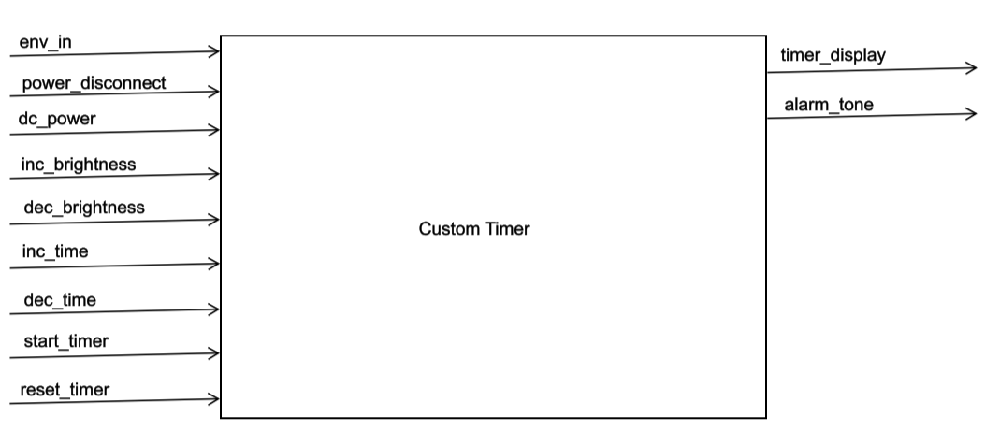 env_in
power_disconnect
dc_power
inc_brightness
dec_brightness
inc_time
dec_time
start_timer
reset_timer
Custom Timer
timer_display
alarm_tone